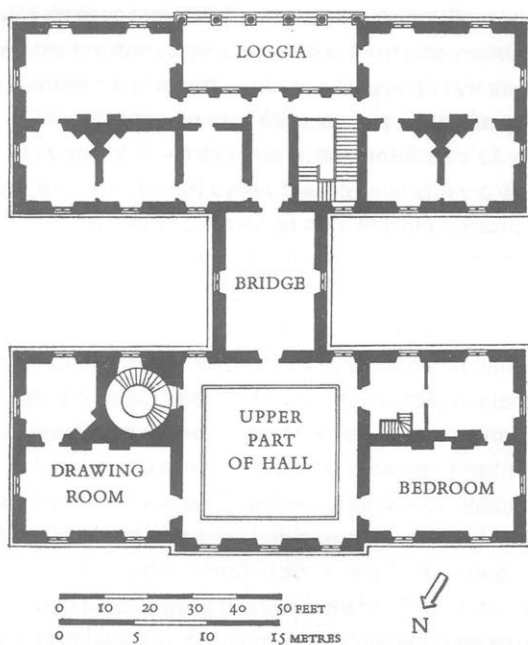 LOGGIA
BRIDGE
UPPER
PART
OF HALL
DRAWING
ROOM
BEDROOM
0 10 20 30 40 50 FEET
0 5 10 15 METRES
N